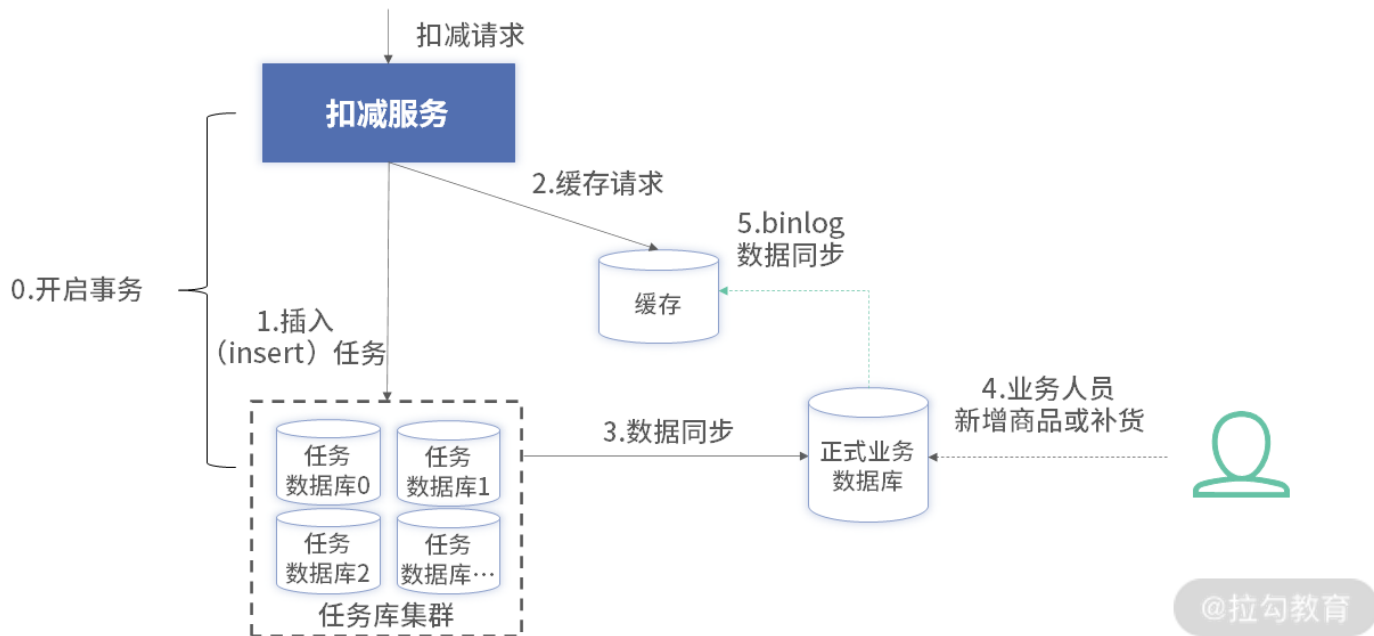 扣减请求
扣减服务
2.缓存请求
5.binlog
数据同步
0.开启事务
缓存
1.插入
（insert）任务
4.业务人员
新增商品或补货
3.数据同步
正式业务
数据库
任务
数据库0
任务
数据库1
任务
数据库2
任务
数据库…
任务库集群
@拉勾教育